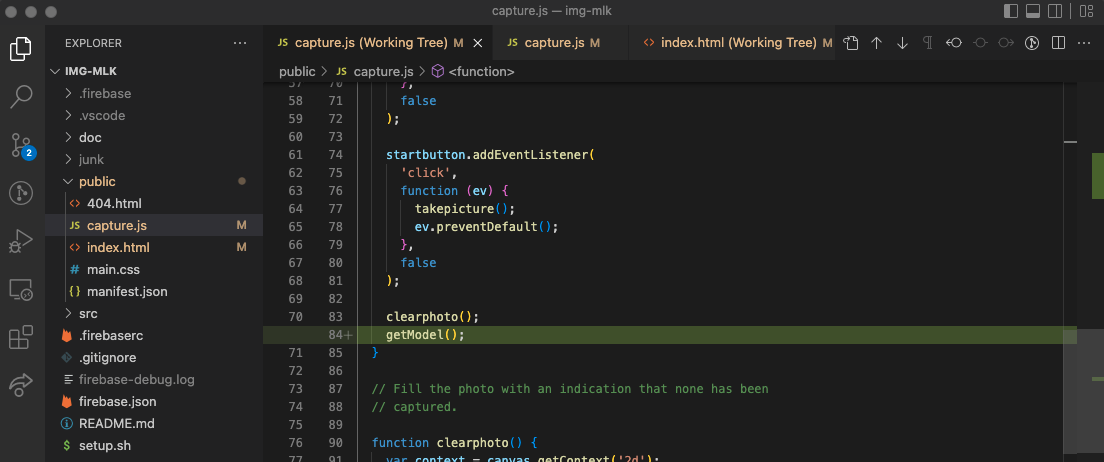 capture.js — img-mlk
EXPLORER ···
IMG-MLK
.firebase
.vscode
doc
junk
public
404.html
capture.js M
index.html M
main.css
manifest.json
src
.firebaserc
.gitignore
firebase-debug.log
firebase.json
README.md
setup.sh
2
JS capture.js (Working Tree) M
JS capture.js M
<> index.html (Working Tree) M
public > JS capture.js > <function>
57 70 },
58 71 false
59 72 );
60 73
61 74 startbutton.addEventListener(
62 75 'click',
63 76 function (ev) {
64 77 takepicture();
65 78 ev.preventDefault();
66 79 },
67 80 false
68 81 );
69 82
70 83 clearphoto();
84+ getModel();
71 85 }
72 86
73 87 // Fill the photo with an indication that none has been
74 88 // captured.
75 89
76 90 function clearphoto() {
77 91 var context = canvas.getContext('2d');